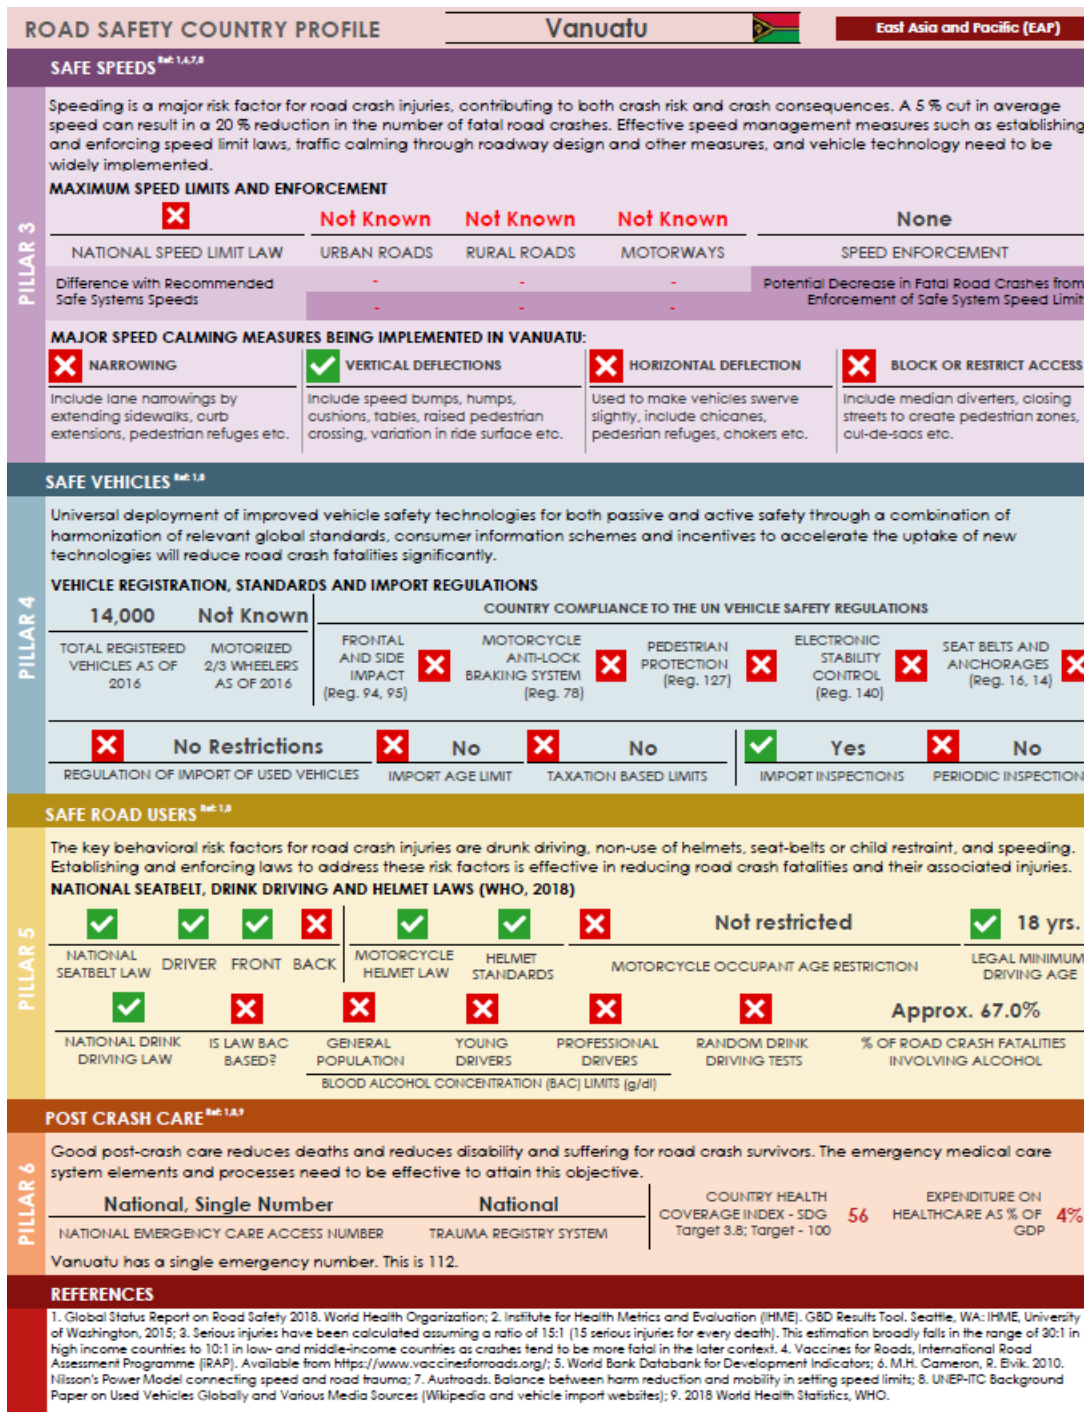 ROAD SAFETY COUNTRY PROFILE
Vanuatu
East Asia and Pacific (EAP)
SAFE SPEEDS Ref: 1,6,7,8
PILLAR 3
Speeding is a major risk factor for road crash injuries, contributing to both crash risk and crash consequences. A 5 % cut in average
speed can result in a 20 % reduction in the number of fatal road crashes. Effective speed management measures such as establishing
and enforcing speed limit laws, traffic calming through roadway design and other measures, and vehicle technology need to be
widely implemented.
MAXIMUM SPEED LIMITS AND ENFORCEMENT
Not Known Not Known Not Known None
NATIONAL SPEED LIMIT LAW URBAN ROADS RURAL ROADS MOTORWAYS SPEED ENFORCEMENT
Difference with Recommended
Safe Systems Speeds
- - -
- - -
Potential Decrease in Fatal Road Crashes from
Enforcement of Safe System Speed Limit
MAJOR SPEED CALMING MEASURES BEING IMPLEMENTED IN VANUATU:
NARROWING
Include lane narrowings by
extending sidewalks, curb
extensions, pedestrian refuges etc.
VERTICAL DEFLECTIONS
Include speed bumps, humps,
cushions, tables, raised pedestrian
crossing, variation in ride surface etc.
HORIZONTAL DEFLECTION
Used to make vehicles swerve
slightly, include chicanes,
pedesrian refuges, chokers etc.
BLOCK OR RESTRICT ACCESS
Include median diverters, closing
streets to create pedestrian zones,
cul-de-sacs etc.
SAFE VEHICLES Ref: 1,8
PILLAR 4
Universal deployment of improved vehicle safety technologies for both passive and active safety through a combination of
harmonization of relevant global standards, consumer information schemes and incentives to accelerate the uptake of new
technologies will reduce road crash fatalities significantly.
VEHICLE REGISTRATION, STANDARDS AND IMPORT REGULATIONS
14,000
TOTAL REGISTERED
VEHICLES AS OF
2016
Not Known
MOTORIZED
2/3 WHEELERS
AS OF 2016
COUNTRY COMPLIANCE TO THE UN VEHICLE SAFETY REGULATIONS
FRONTAL
AND SIDE
IMPACT
(Reg. 94, 95)
MOTORCYCLE
ANTI-LOCK
BRAKING SYSTEM
(Reg. 78)
PEDESTRIAN
PROTECTION
(Reg. 127)
ELECTRONIC
STABILITY
CONTROL
(Reg. 140)
SEAT BELTS AND
ANCHORAGES
(Reg. 16, 14)
No Restrictions No No Yes No
REGULATION OF IMPORT OF USED VEHICLES IMPORT AGE LIMIT TAXATION BASED LIMITS IMPORT INSPECTIONS PERIODIC INSPECTION
SAFE ROAD USERS Ref: 1,8
PILLAR 5
The key behavioral risk factors for road crash injuries are drunk driving, non-use of helmets, seat-belts or child restraint, and speeding.
Establishing and enforcing laws to address these risk factors is effective in reducing road crash fatalities and their associated injuries.
NATIONAL SEATBELT, DRINK DRIVING AND HELMET LAWS (WHO, 2018)
NATIONAL
SEATBELT LAW
DRIVER FRONT BACK
MOTORCYCLE
HELMET LAW
HELMET
STANDARDS
Not restricted
MOTORCYCLE OCCUPANT AGE RESTRICTION
18 yrs.
LEGAL MINIMUM
DRIVING AGE
NATIONAL DRINK
DRIVING LAW
IS LAW BAC
BASED?
GENERAL
POPULATION
YOUNG
DRIVERS
PROFESSIONAL
DRIVERS
BLOOD ALCOHOL CONCENTRATION (BAC) LIMITS (g/dl)
RANDOM DRINK
DRIVING TESTS
Approx. 67.0%
% OF ROAD CRASH FATALITIES
INVOLVING ALCOHOL
POST CRASH CARE Ref: 1,8,9
PILLAR 6
Good post-crash care reduces deaths and reduces disability and suffering for road crash survivors. The emergency medical care
system elements and processes need to be effective to attain this objective.
National, Single Number
NATIONAL EMERGENCY CARE ACCESS NUMBER
National
TRAUMA REGISTRY SYSTEM
COUNTRY HEALTH
COVERAGE INDEX - SDG
Target 3.8; Target - 100
56
EXPENDITURE ON
HEALTHCARE AS % OF
GDP
4%
Vanuatu has a single emergency number. This is 112.
REFERENCES
1. Global Status Report on Road Safety 2018. World Health Organization; 2. Institute for Health Metrics and Evaluation (IHME). GBD Results Tool. Seattle, WA: IHME, University
of Washington, 2015; 3. Serious injuries have been calculated assuming a ratio of 15:1 (15 serious injuries for every death). This estimation broadly falls in the range of 30:1 in
high income countries to 10:1 in low- and middle-income countries as crashes tend to be more fatal in the later context. 4. Vaccines for Roads, International Road
Assessment Programme (iRAP). Available from https://www.vaccinesforroads.org/; 5. World Bank Databank for Development Indicators; 6. M.H. Cameron, R. Elvik. 2010.
Nilsson's Power Model connecting speed and road trauma; 7. Austroads. Balance between harm reduction and mobility in setting speed limits; 8. UNEP-ITC Background
Paper on Used Vehicles Globally and Various Media Sources (Wikipedia and vehicle import websites); 9. 2018 World Health Statistics, WHO.